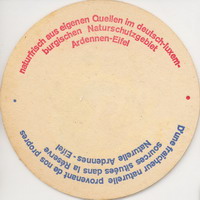 naturfrisch aus eigenen Quellen im deutsch-luxem-
burgischen Naturschutzgebiet
Ardennen-Eifel
D'une fraîcheur naturelle provenant de nos propres
sources situées dans la Réserve
Naturelle Ardennes-Eifel